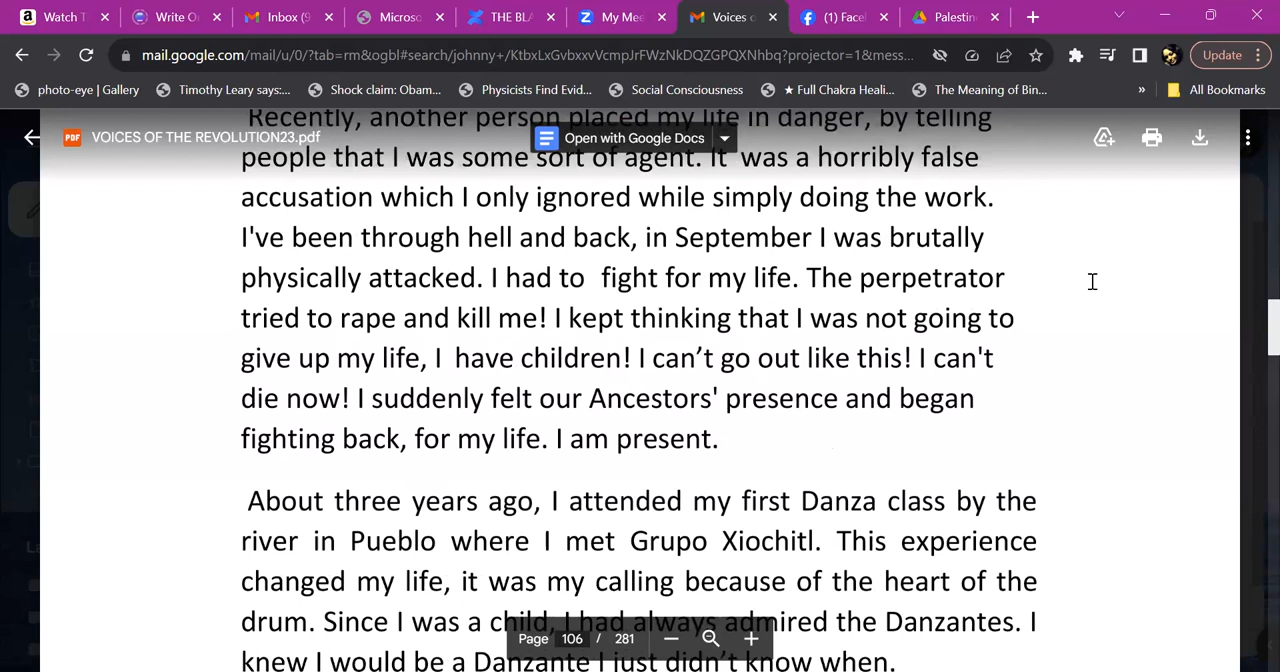 Watch T
Write O
Inbox (9
Microso
THE BLA
My Mee
Voices o
(1) Face
Palestin
mail.google.com/mail/u/0/?tab=rm&ogbl#search/johnny+/KtbxLxGvbxxvVcmpJrFWzNkDQZGPQXNhbq?projector=1&mess...
Update
photo-eye | Gallery
Timothy Leary says:...
Shock claim: Obam...
Physicists Find Evid...
Social Consciousness
★ Full Chakra Heali...
The Meaning of Bin...
»
All Bookmarks
Recently, another person placed my life in danger, by telling
PDF VOICES OF THE REVOLUTION23.pdf
Open with Google Docs
people that I was some sort of agent. It was a horribly false
accusation which I only ignored while simply doing the work.
I've been through hell and back, in September I was brutally
physically attacked. I had to fight for my life. The perpetrator
tried to rape and kill me! I kept thinking that I was not going to
give up my life, I have children! I can’t go out like this! I can't
die now! I suddenly felt our Ancestors' presence and began
fighting back, for my life. I am present.
About three years ago, I attended my first Danza class by the
river in Pueblo where I met Grupo Xiochitl. This experience
changed my life, it was my calling because of the heart of the
drum. Since I was a child, I had always admired the Danzantes. I
Page 106 / 281
knew I would be a Danzante I just didn’t know when.